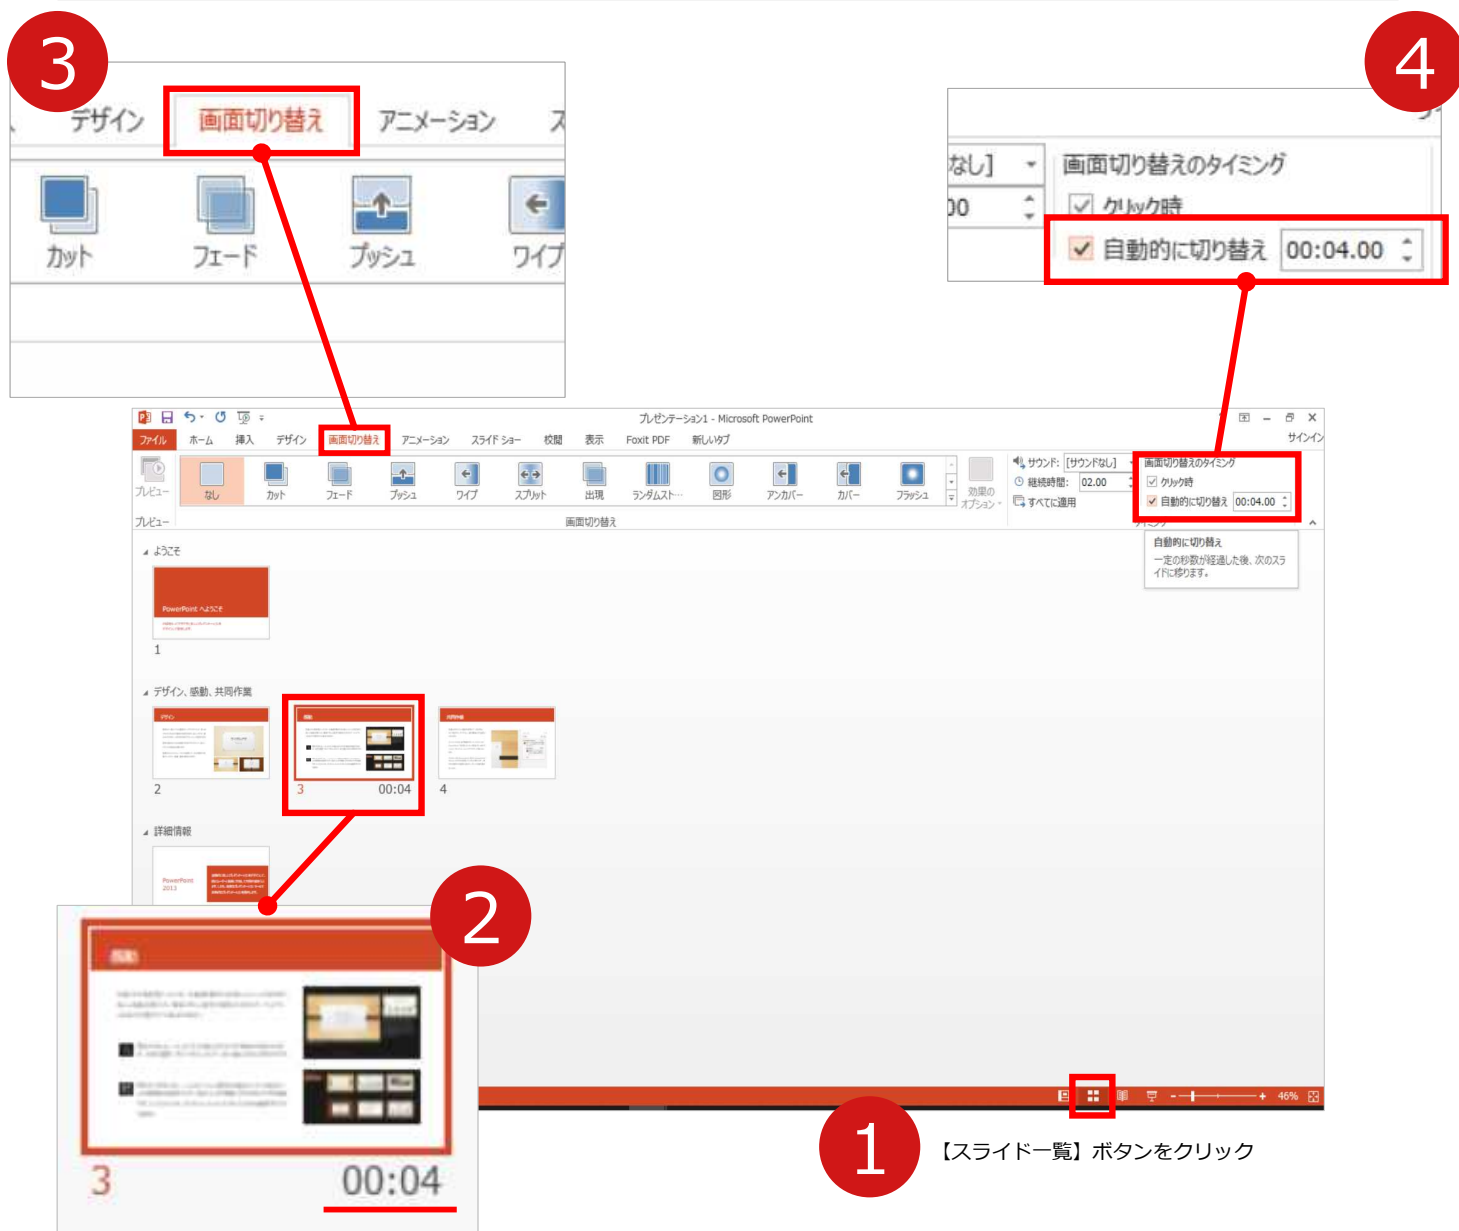 3
デザイン 画面切り替え アニメーション
カット フェード プッシュ ワイプ
4
なし] 画面切り替えのタイミング
00 クリック時
自動的に切り替え 00:04.00
プレゼンテーション1 - Microsoft PowerPoint
ファイル ホーム 挿入 デザイン 画面切り替え アニメーション スライド ショー 校閲 表示 Foxit PDF 新しいタブ サインイン
プレビュー なし カット フェード プッシュ ワイプ スプリット 出現 ランダムスト… 図形 アンカバー カバー フラッシュ 効果のオプション
サウンド: [サウンドなし] 画面切り替えのタイミング
継続時間: 02.00 クリック時
すべてに適用 自動的に切り替え 00:04.00
プレビュー 画面切り替え
自動的に切り替え
一定の秒数が経過した後、次のスラ
イドに移ります。
ようこそ
PowerPoint へようこそ
1
デザイン、感動、共同作業
デザイン
2
3 00:04
4
詳細情報
PowerPoint
2013
2
3 00:04
46%
1
【スライド一覧】ボタンをクリック